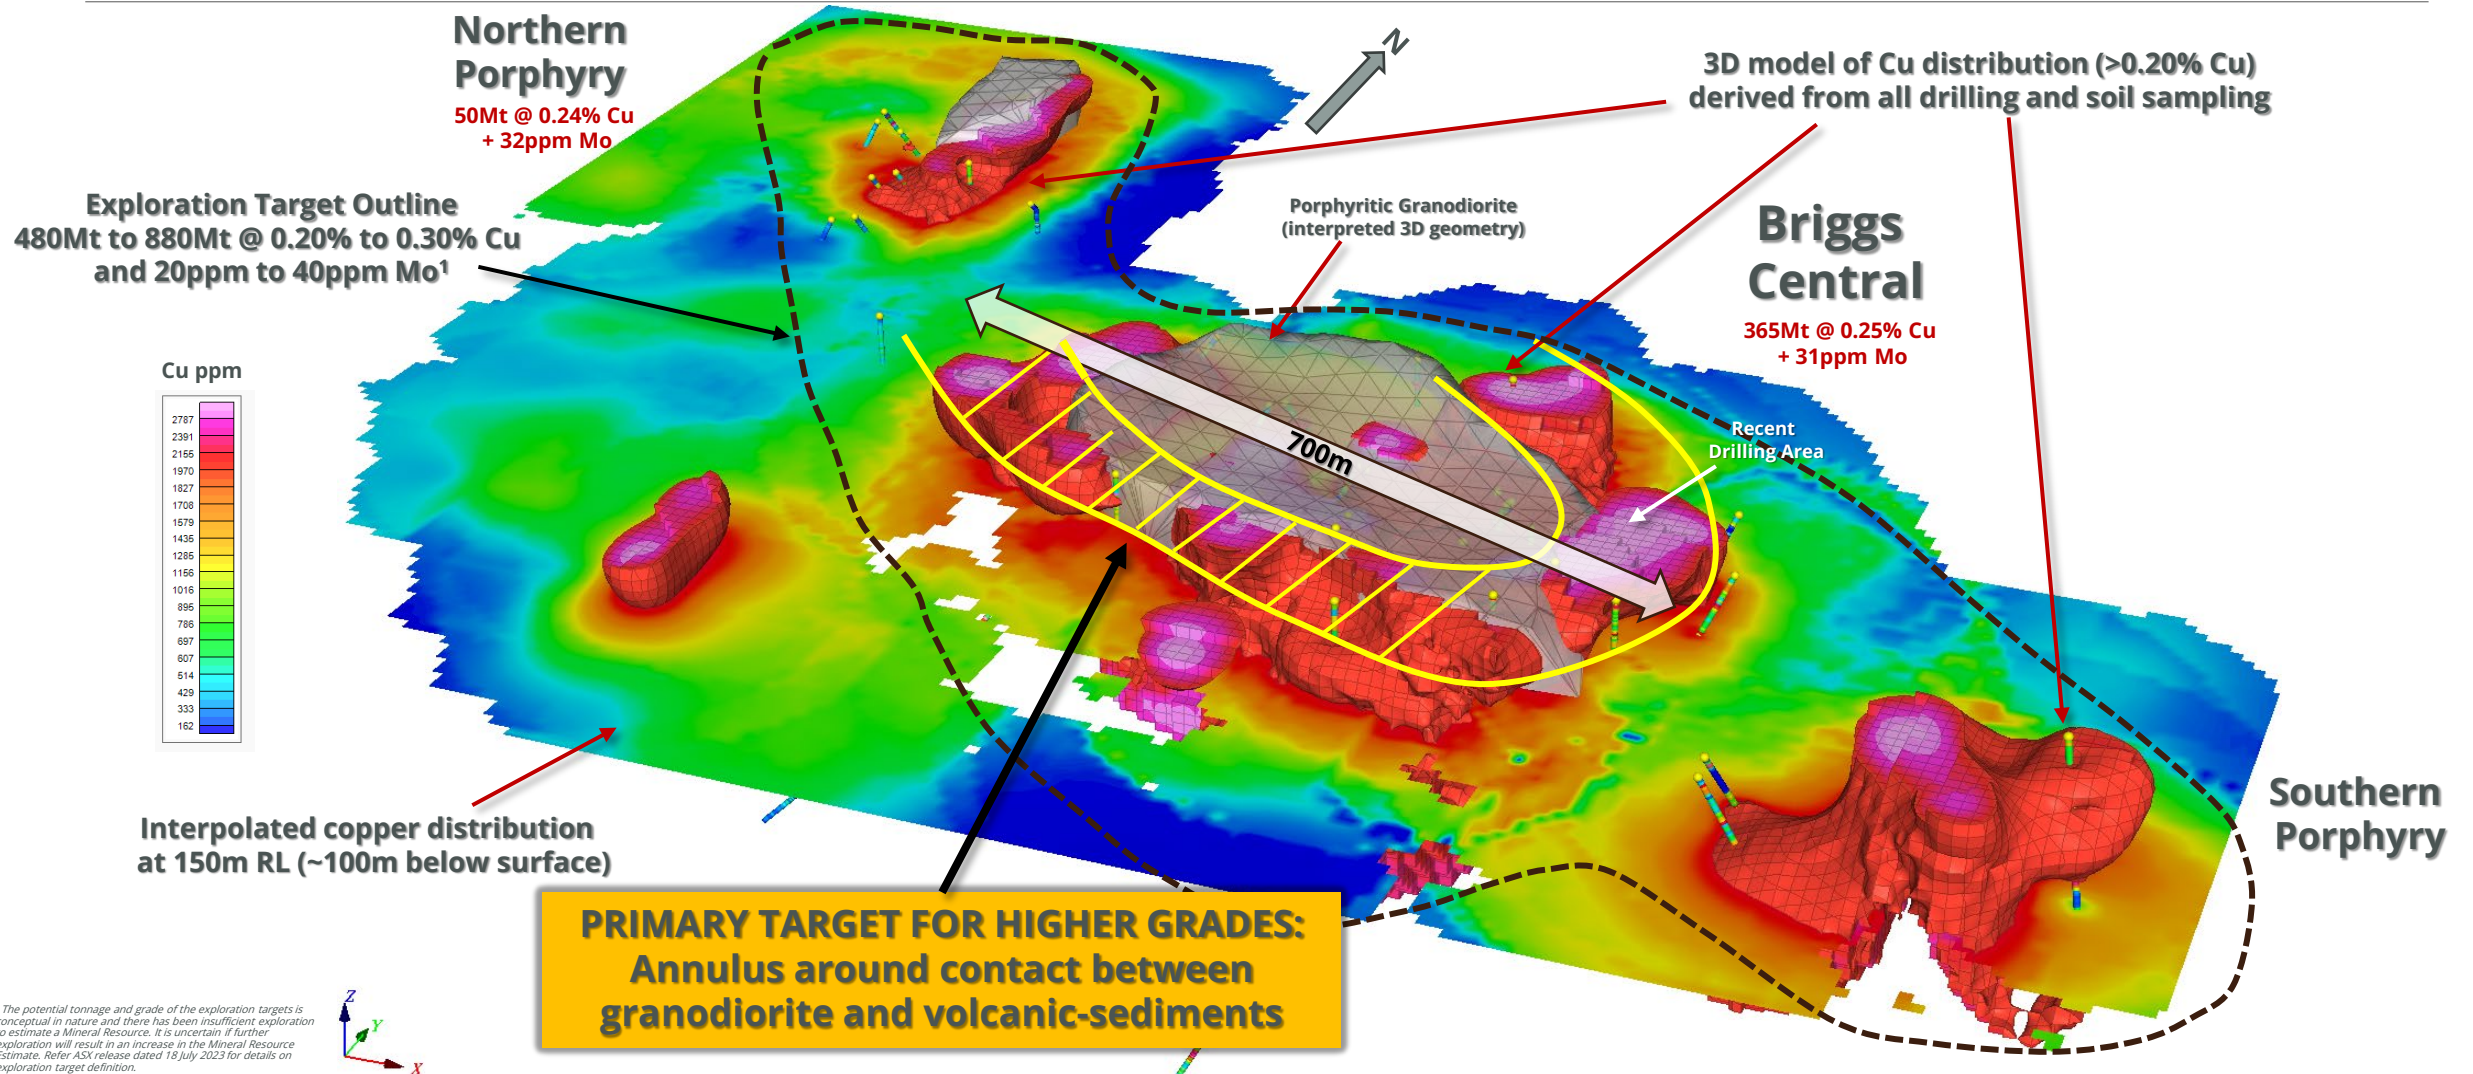 Northern
Porphyry
50Mt @ 0.24% Cu
+ 32ppm Mo
N
3D model of Cu distribution (>0.20% Cu)
derived from all drilling and soil sampling
Exploration Target Outline
480Mt to 880Mt @ 0.20% to 0.30% Cu
and 20ppm to 40ppm Mo¹
Porphyritic Granodiorite
(interpreted 3D geometry)
Briggs
Central
365Mt @ 0.25% Cu
+ 31ppm Mo
Cu ppm
2787
2391
2155
1970
1827
1708
1579
1435
1285
1156
1016
895
786
697
607
514
429
333
162
700m
Recent
Drilling Area
Southern
Porphyry
Interpolated copper distribution
at 150m RL (~100m below surface)
PRIMARY TARGET FOR HIGHER GRADES:
Annulus around contact between
granodiorite and volcanic-sediments
The potential tonnage and grade of the exploration targets is
conceptual in nature and there has been insufficient exploration
to estimate a Mineral Resource. It is uncertain if further
exploration will result in an increase in the Mineral Resource
Estimate. Refer ASX release dated 18 July 2023 for details on
exploration target definition.
Z
Y
X